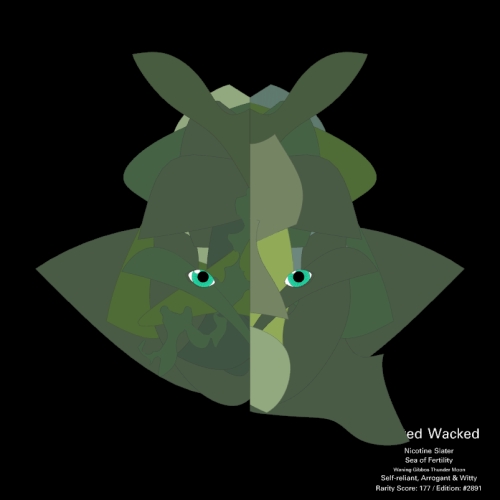 ed Wacked
Nicotine Slater
Sea of Fertility
Waning Gibbos Thunder Moon
Self-reliant, Arrogant & Witty
Rarity Score: 177 / Edition: #2891